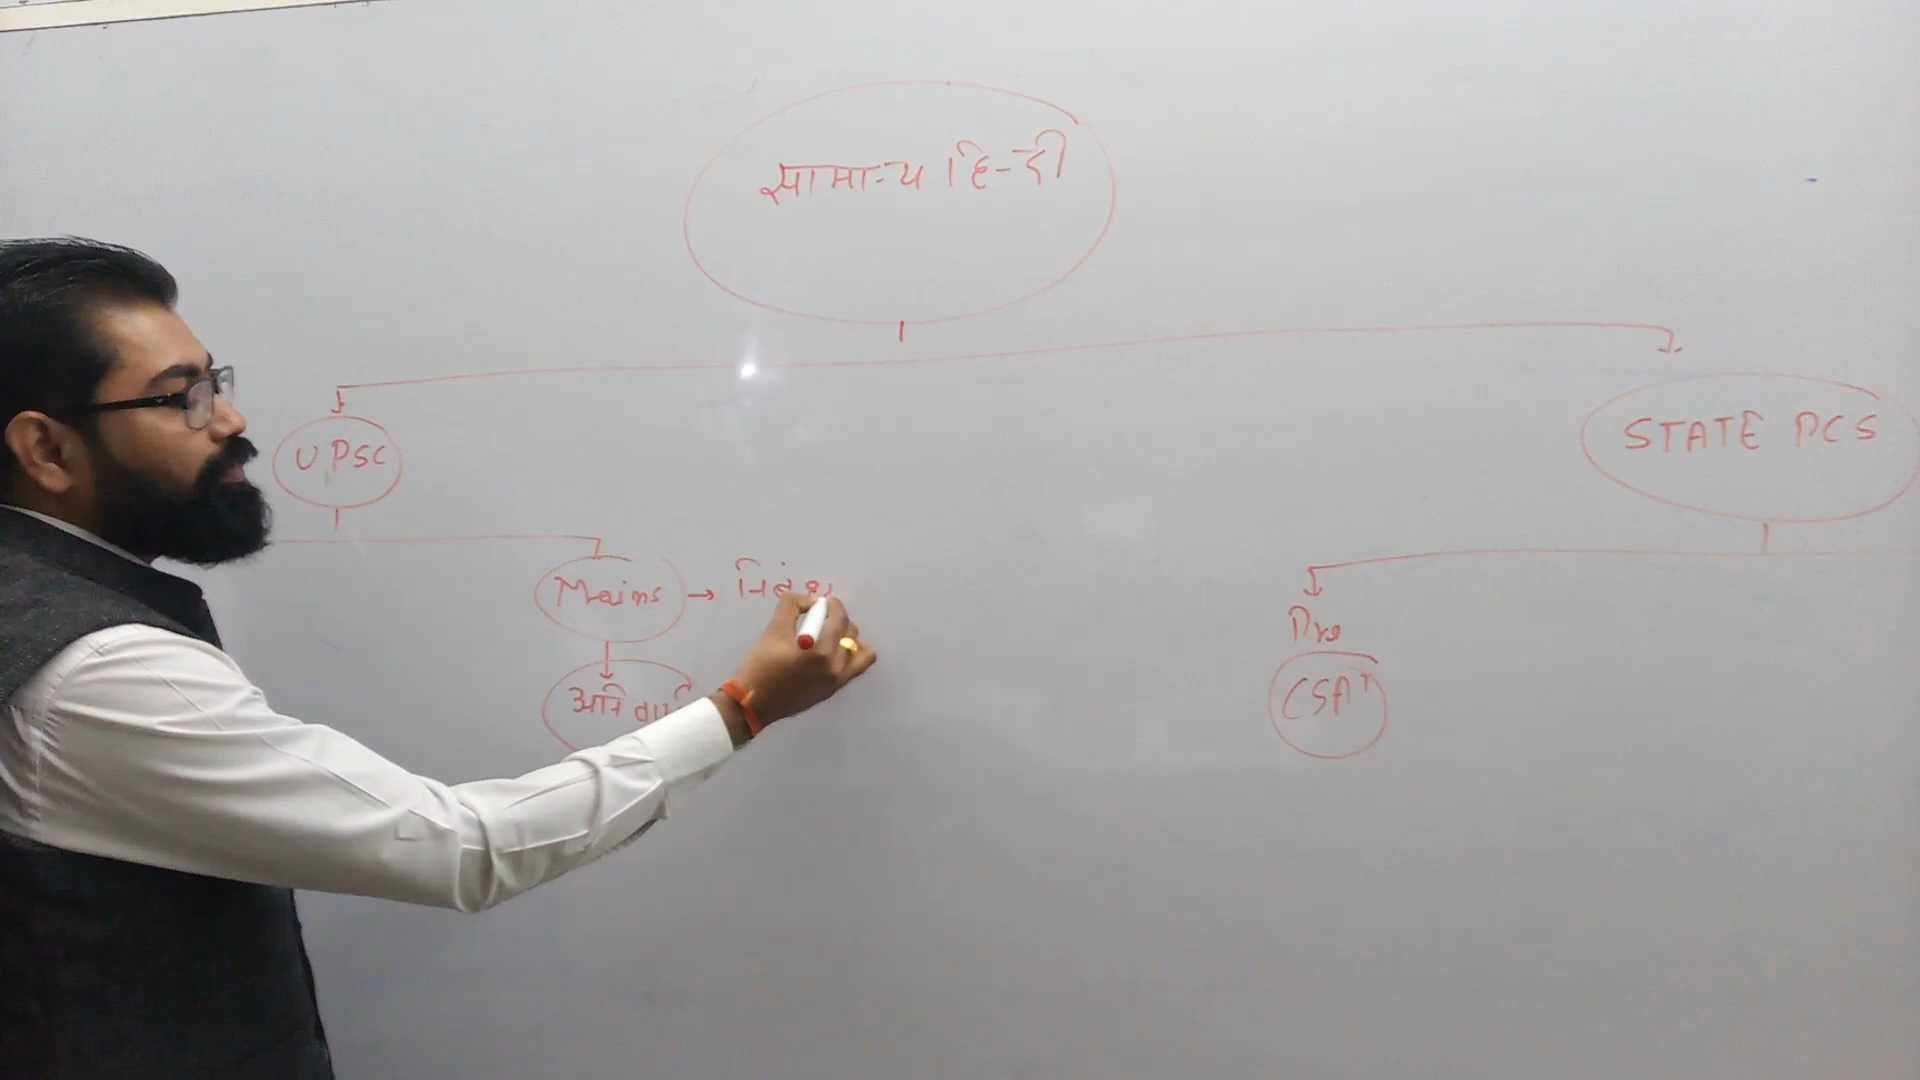 सामान्य हिन्दी
UPSC
STATE PCS
Mains → निबंध
Pre
CSAT